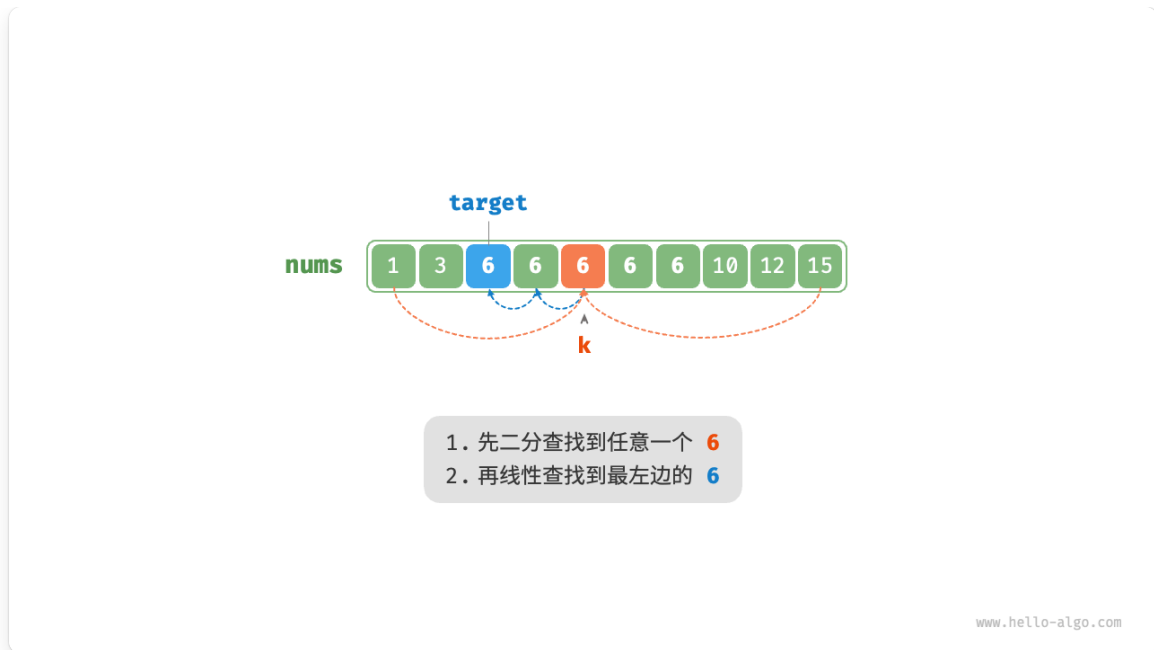 target
nums 1 3 6 6 6 6 6 10 12 15
k
1. 先二分查找到任意一个 6
2. 再线性查找到最左边的 6
www.hello-algo.com